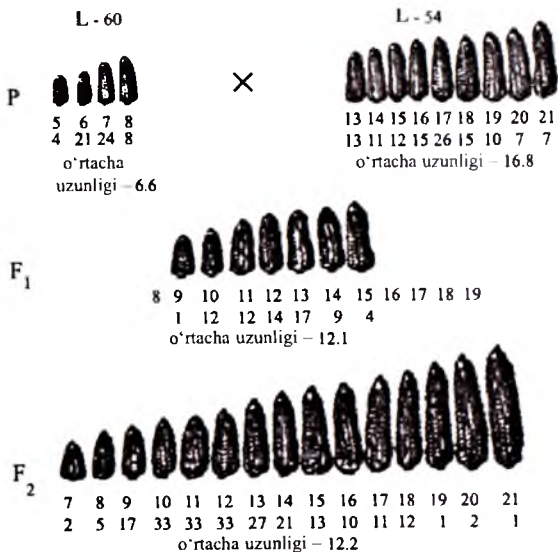 L - 60
L - 54
P
×
5 6 7 8
4 21 24 8
o‘rtacha
uzunligi – 6.6
13 14 15 16 17 18 19 20 21
13 11 12 15 26 15 10 7 7
o‘rtacha uzunligi – 16.8
F1
8 9 10 11 12 13 14 15 16 17 18 19
1 12 12 14 17 9 4
o‘rtacha uzunligi – 12.1
F2
7 8 9 10 11 12 13 14 15 16 17 18 19 20 21
2 5 17 33 33 33 27 21 13 10 11 12 1 2 1
o‘rtacha uzunligi – 12.2